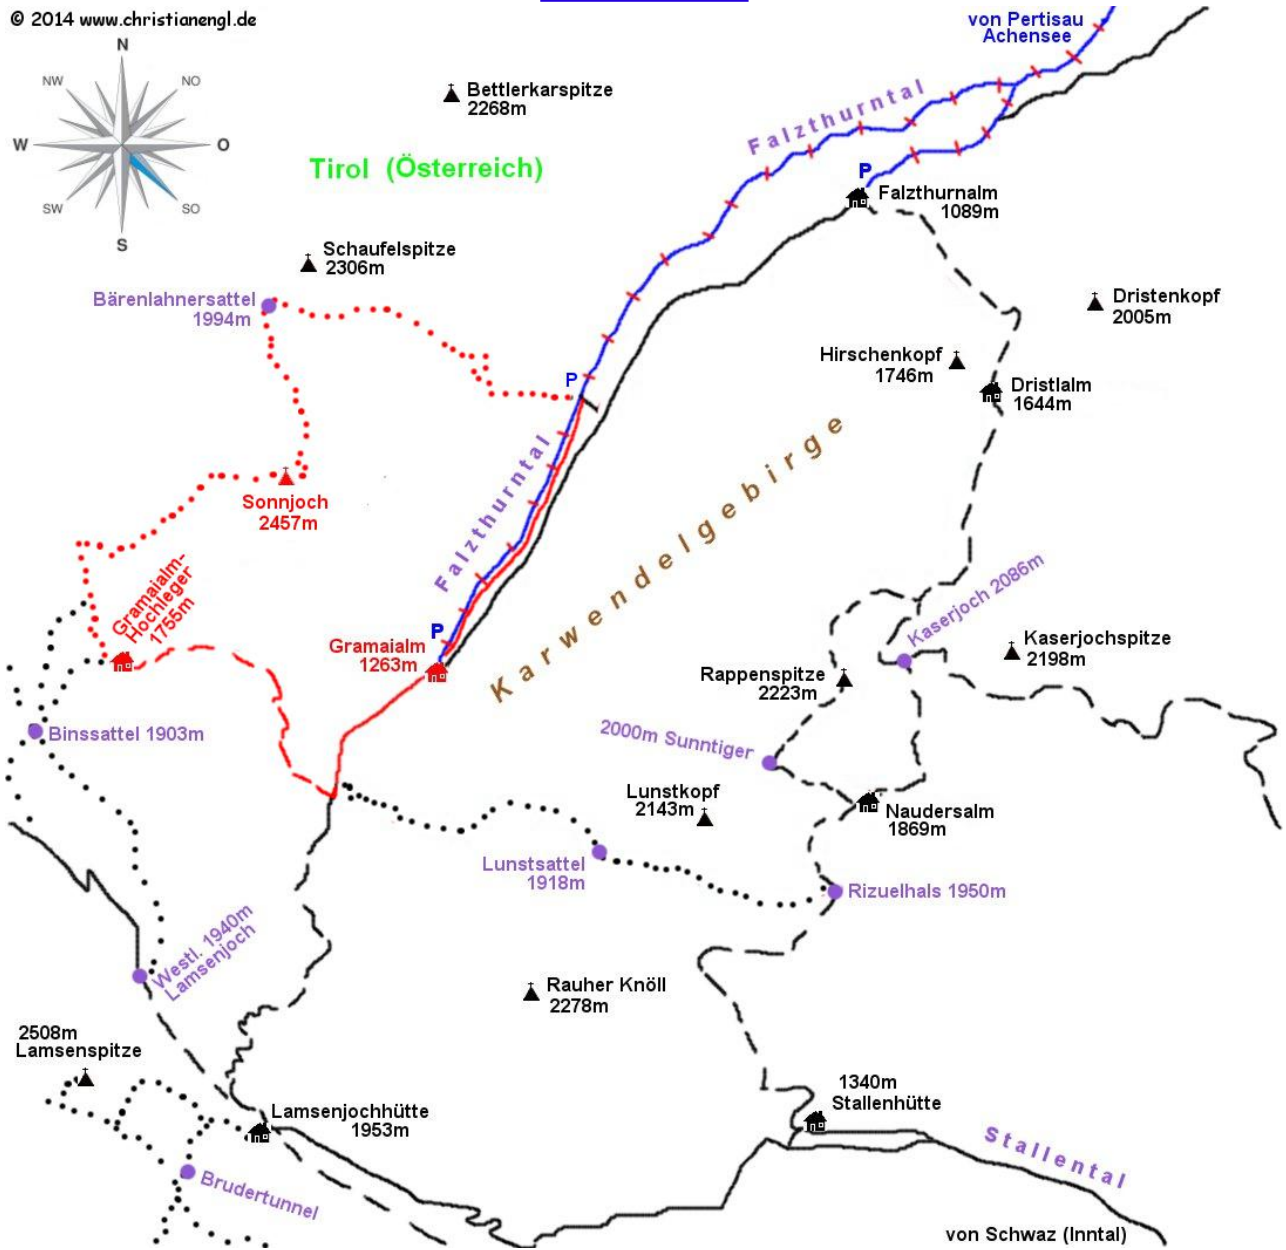 © 2014 www.christianengl.de
N
NW
NO
W
O
SW
SO
S
von Pertisau
Achensee
Bettlerkarspitze
2268m
Falzthurntal
Tirol (Österreich)
P
Falzthurnalm
1089m
Schaufelspitze
2306m
Bärenlahnersattel
1994m
Dristenkopf
2005m
Hirschenkopf
1746m
P
Dristlalm
1644m
Sonnjoch
2457m
Falzthurntal
Karwendelgebirge
Gramaialm-
Hochleger
1755m
P
Gramaialm
1263m
Kaserjoch 2086m
Kaserjochspitze
2198m
Rappenspitze
2223m
Binssattel 1903m
2000m Sunntiger
Lunstkopf
2143m
Naudersalm
1869m
Lunstsattel
1918m
Rizuelhals 1950m
Westl. 1940m
Lamsenjoch
Rauher Knöll
2278m
2508m
Lamsenspitze
1340m
Stallenhütte
Lamsenjochhütte
1953m
Stallental
Brudertunnel
von Schwaz (Inntal)